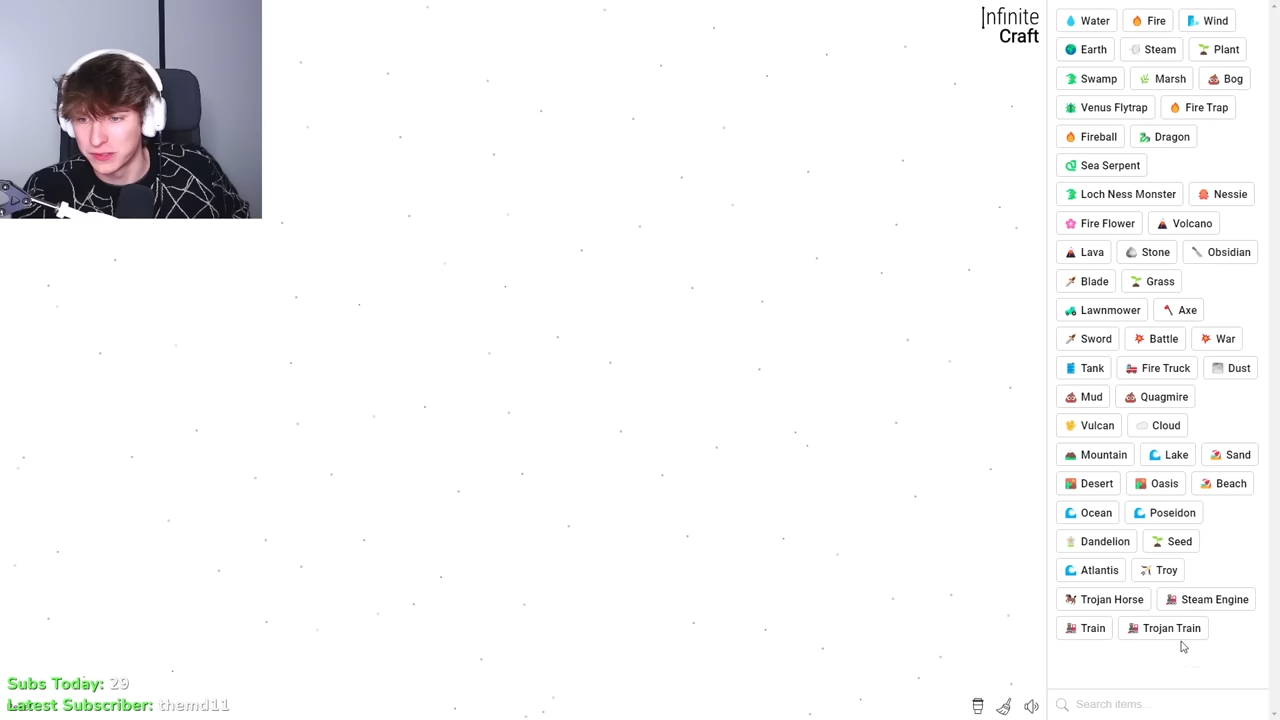 Infinite
Craft
Water Fire Wind
Earth Steam Plant
Swamp Marsh Bog
Venus Flytrap Fire Trap
Fireball Dragon
Sea Serpent
Loch Ness Monster Nessie
Fire Flower Volcano
Lava Stone Obsidian
Blade Grass
Lawnmower Axe
Sword Battle War
Tank Fire Truck Dust
Mud Quagmire
Vulcan Cloud
Mountain Lake Sand
Desert Oasis Beach
Ocean Poseidon
Dandelion Seed
Atlantis Troy
Trojan Horse Steam Engine
Train Trojan Train
Search items...
Subs Today: 29
Latest Subscriber: themd11